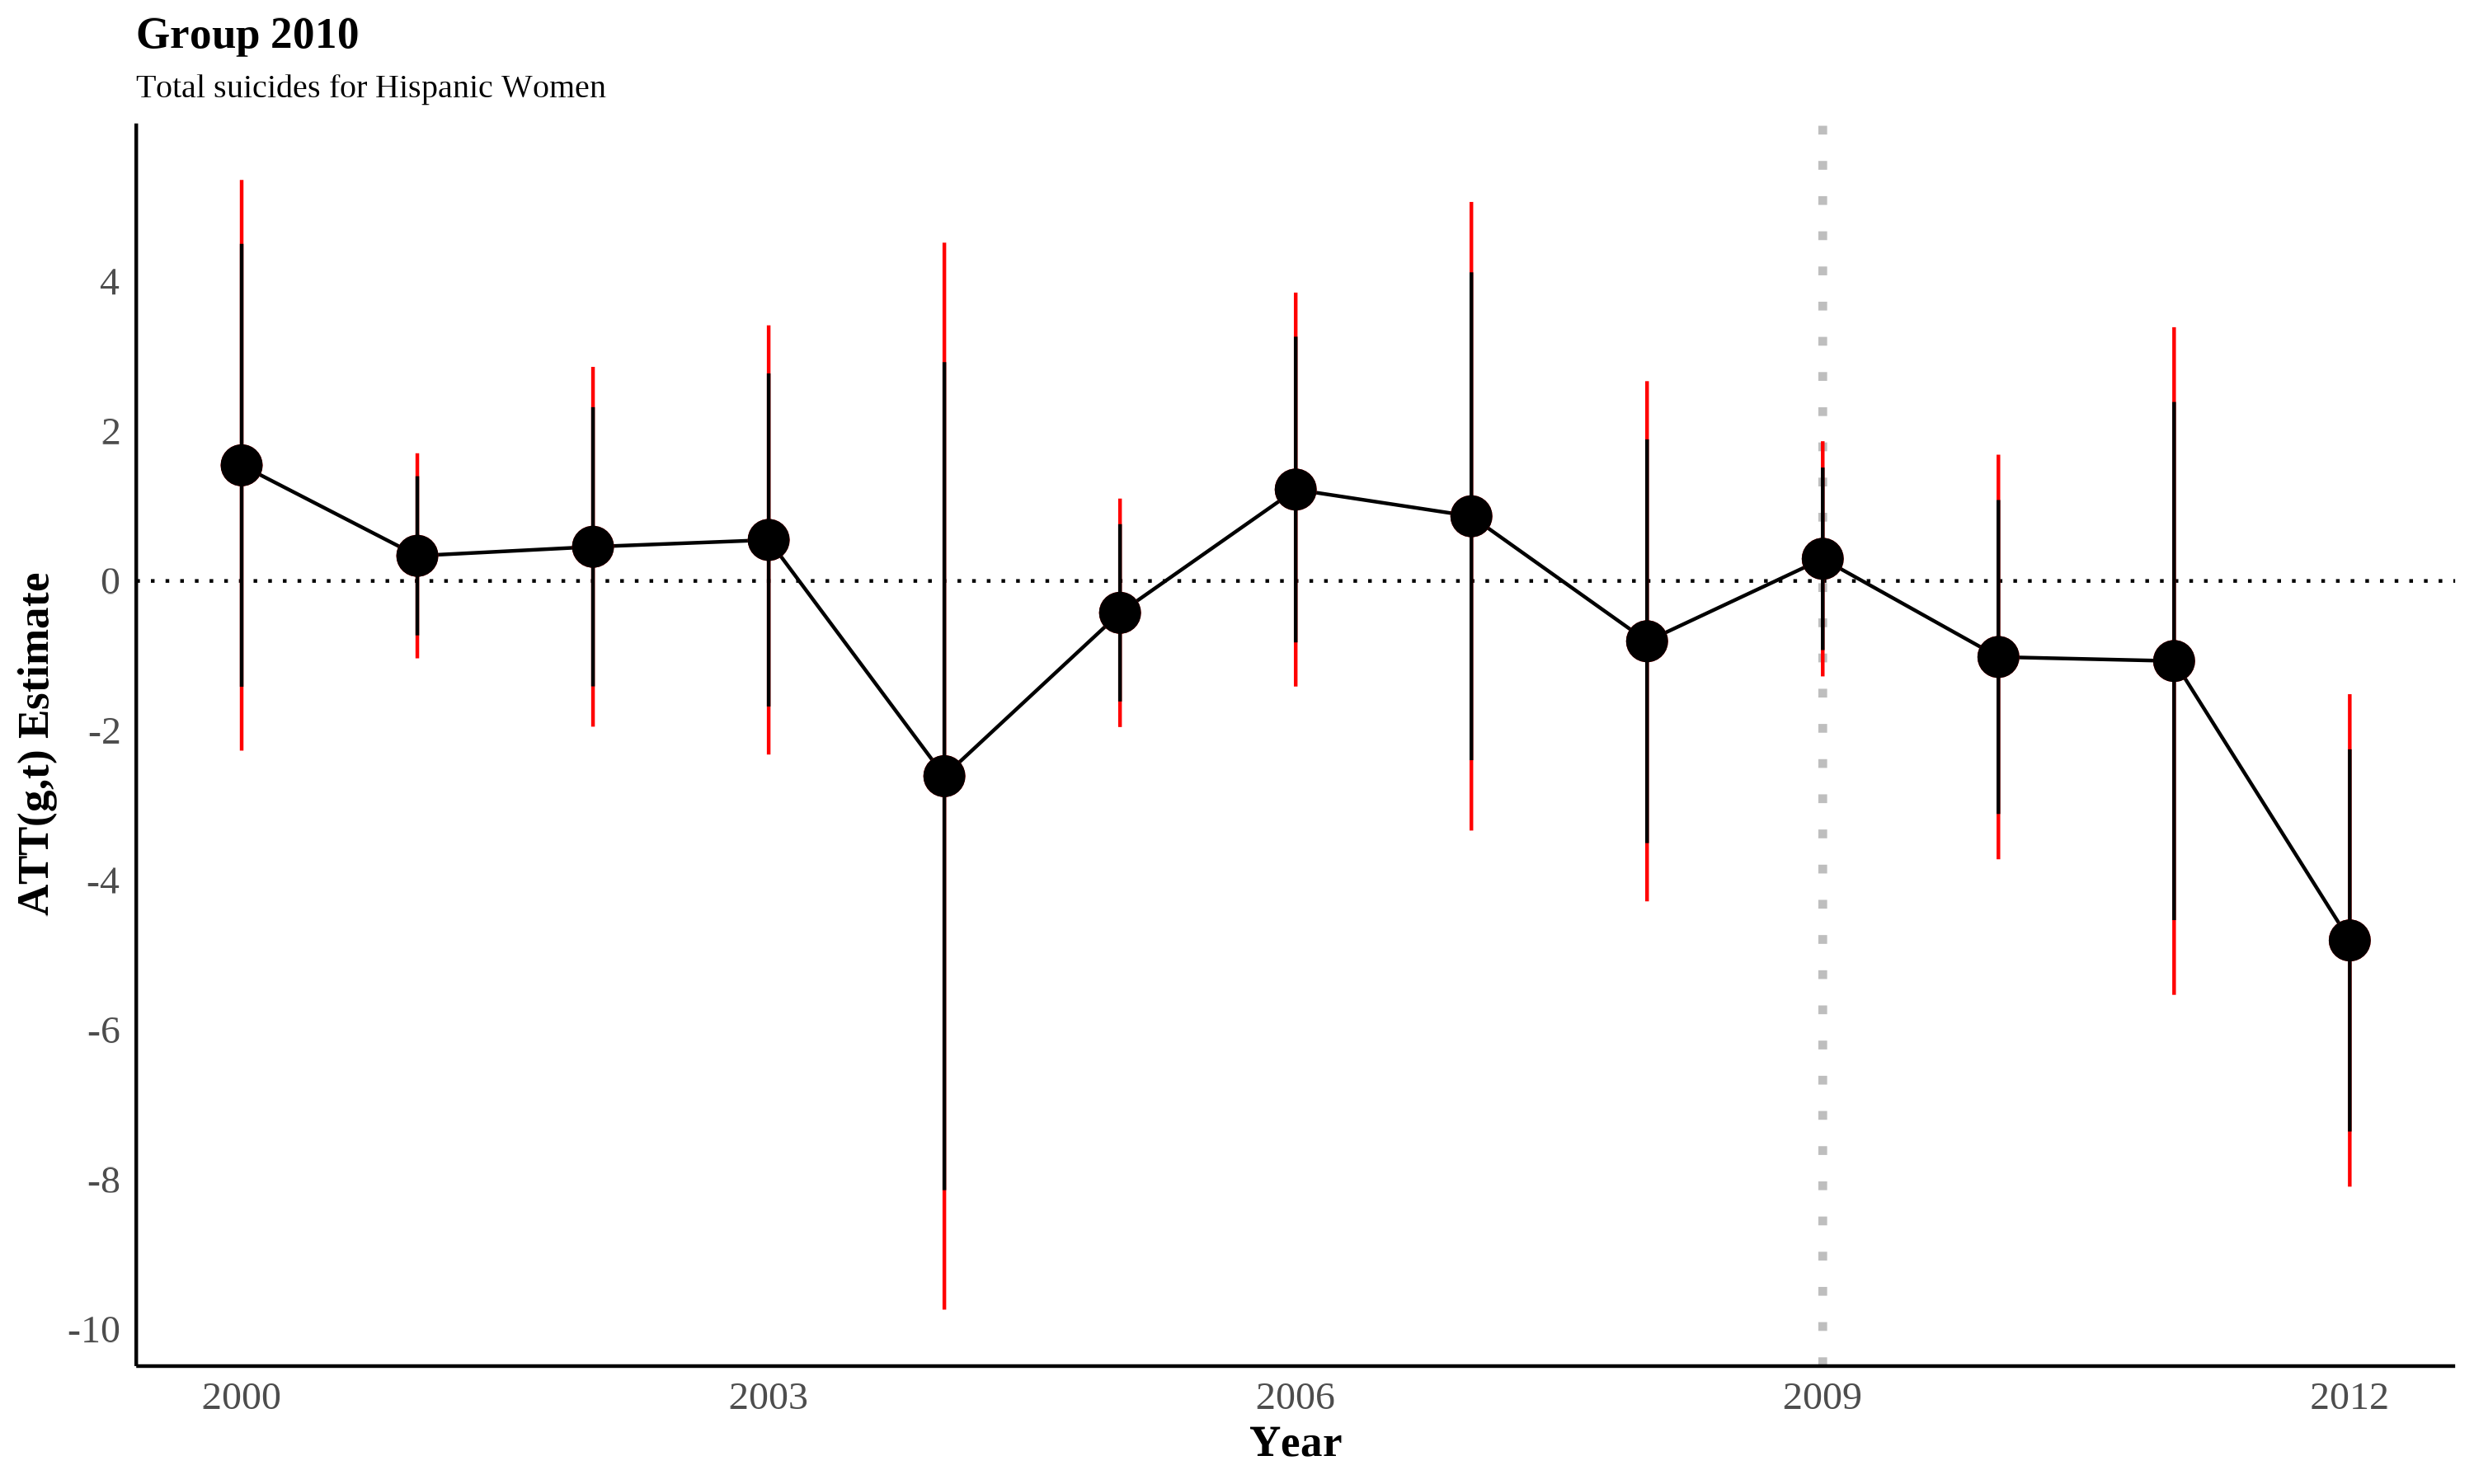 Group 2010
Total suicides for Hispanic Women
ATT(g,t) Estimate
4
2
0
-2
-4
-6
-8
-10
2000 2003 2006 2009 2012
Year